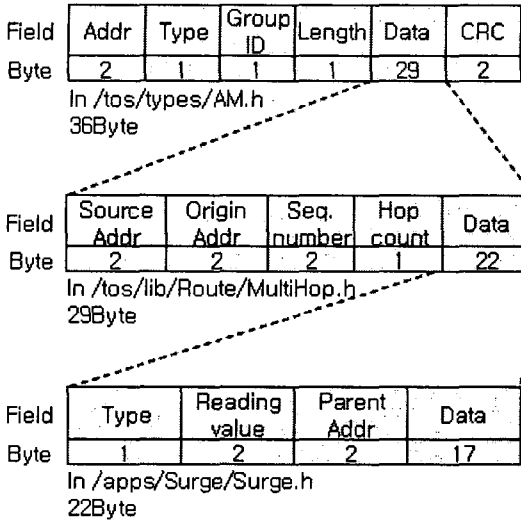 Field Addr Type Group ID Length Data CRC
Byte 2 1 1 1 29 2
In /tos/types/AM.h
36Byte
Field Source Addr Origin Addr Seq. number Hop count Data
Byte 2 2 2 1 22
In /tos/lib/Route/MultiHop.h
29Byte
Field Type Reading value Parent Addr Data
Byte 1 2 2 17
In /apps/Surge/Surge.h
22Byte